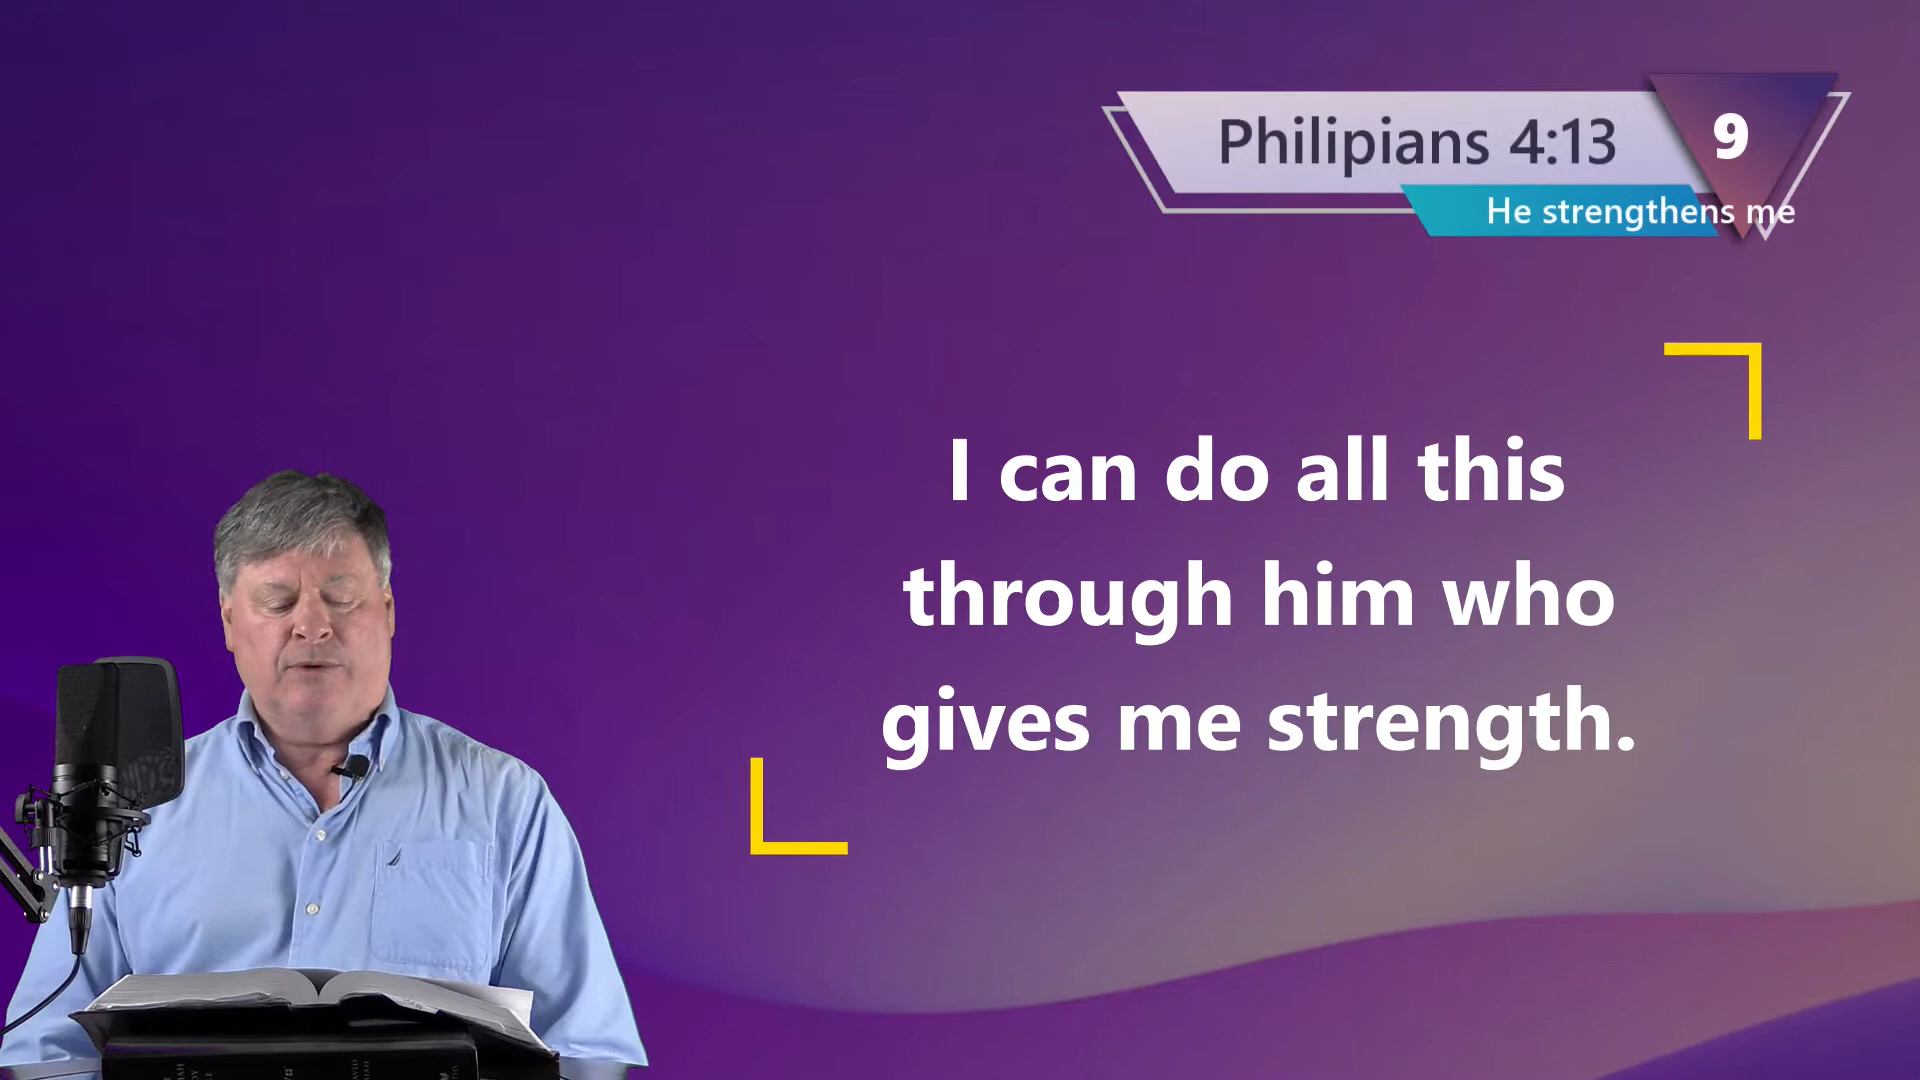 Philipians 4:13
9
He strengthens me
I can do all this
through him who
gives me strength.